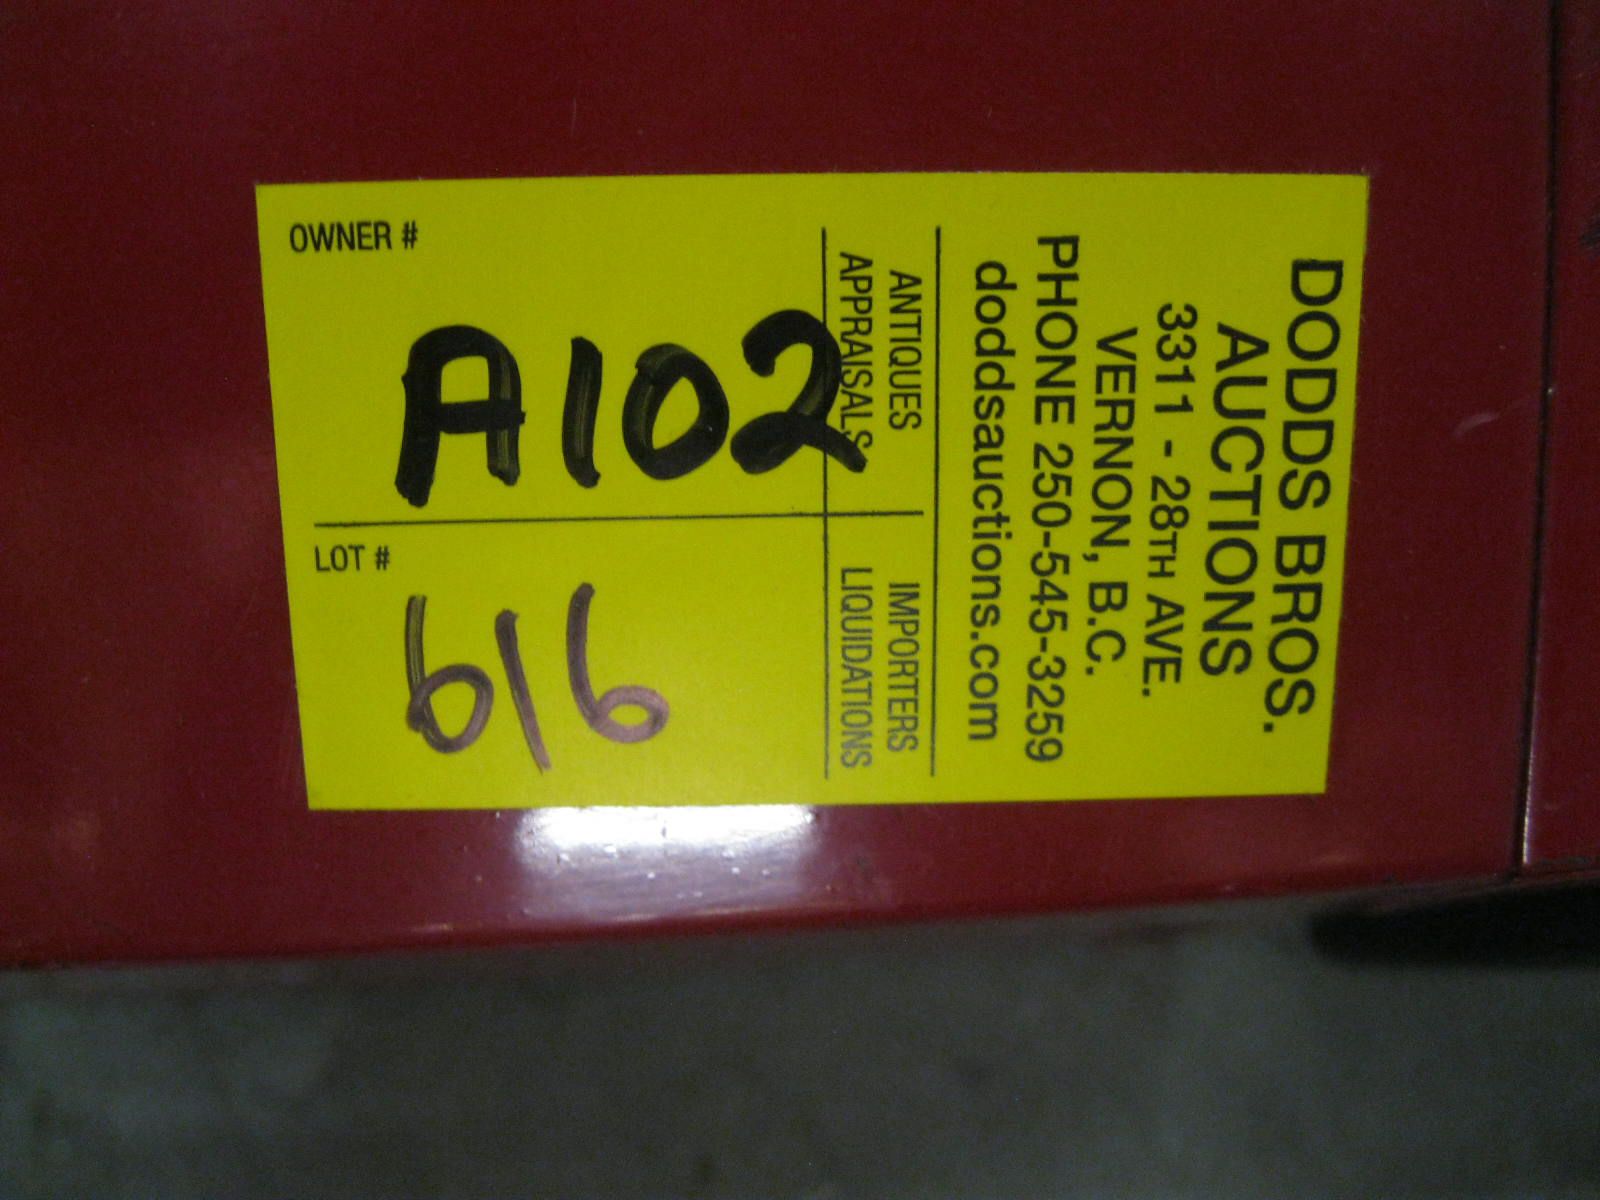 DODDS BROS.
AUCTIONS
3311 - 28TH AVE.
VERNON, B.C.
PHONE 250-545-3259
doddsauctions.com
ANTIQUES
APPRAISALS
IMPORTERS
LIQUIDATIONS
OWNER #
A102
LOT #
616